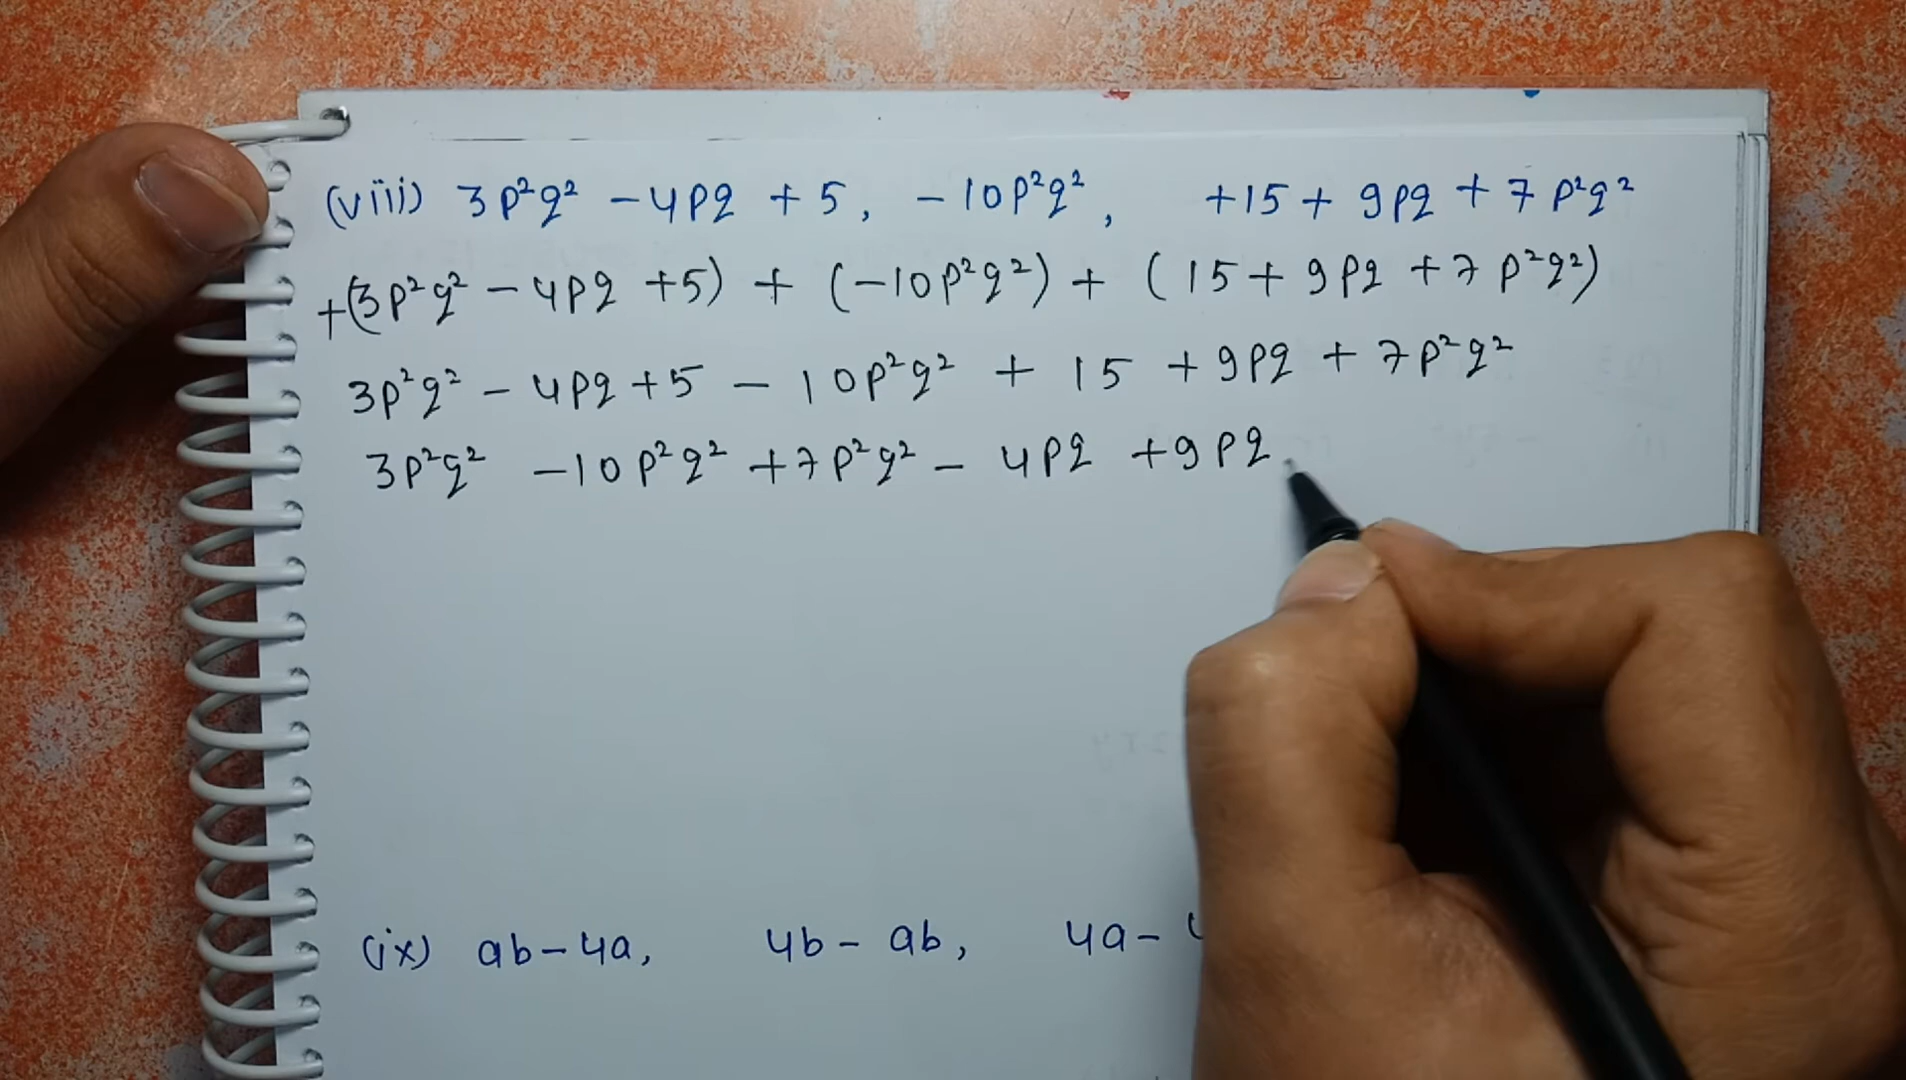 (viii) 3p²q² - 4pq + 5, - 10p²q², +15 + 9pq + 7p²q²
+(3p²q² - 4pq +5) + (-10p²q²) + (15 + 9pq + 7p²q²)
3p²q² - 4pq + 5 - 10p²q² + 15 + 9pq + 7p²q²
3p²q² -10p²q² +7p²q² - 4pq +9pq
(ix) ab-4a, 4b - ab, 4a-